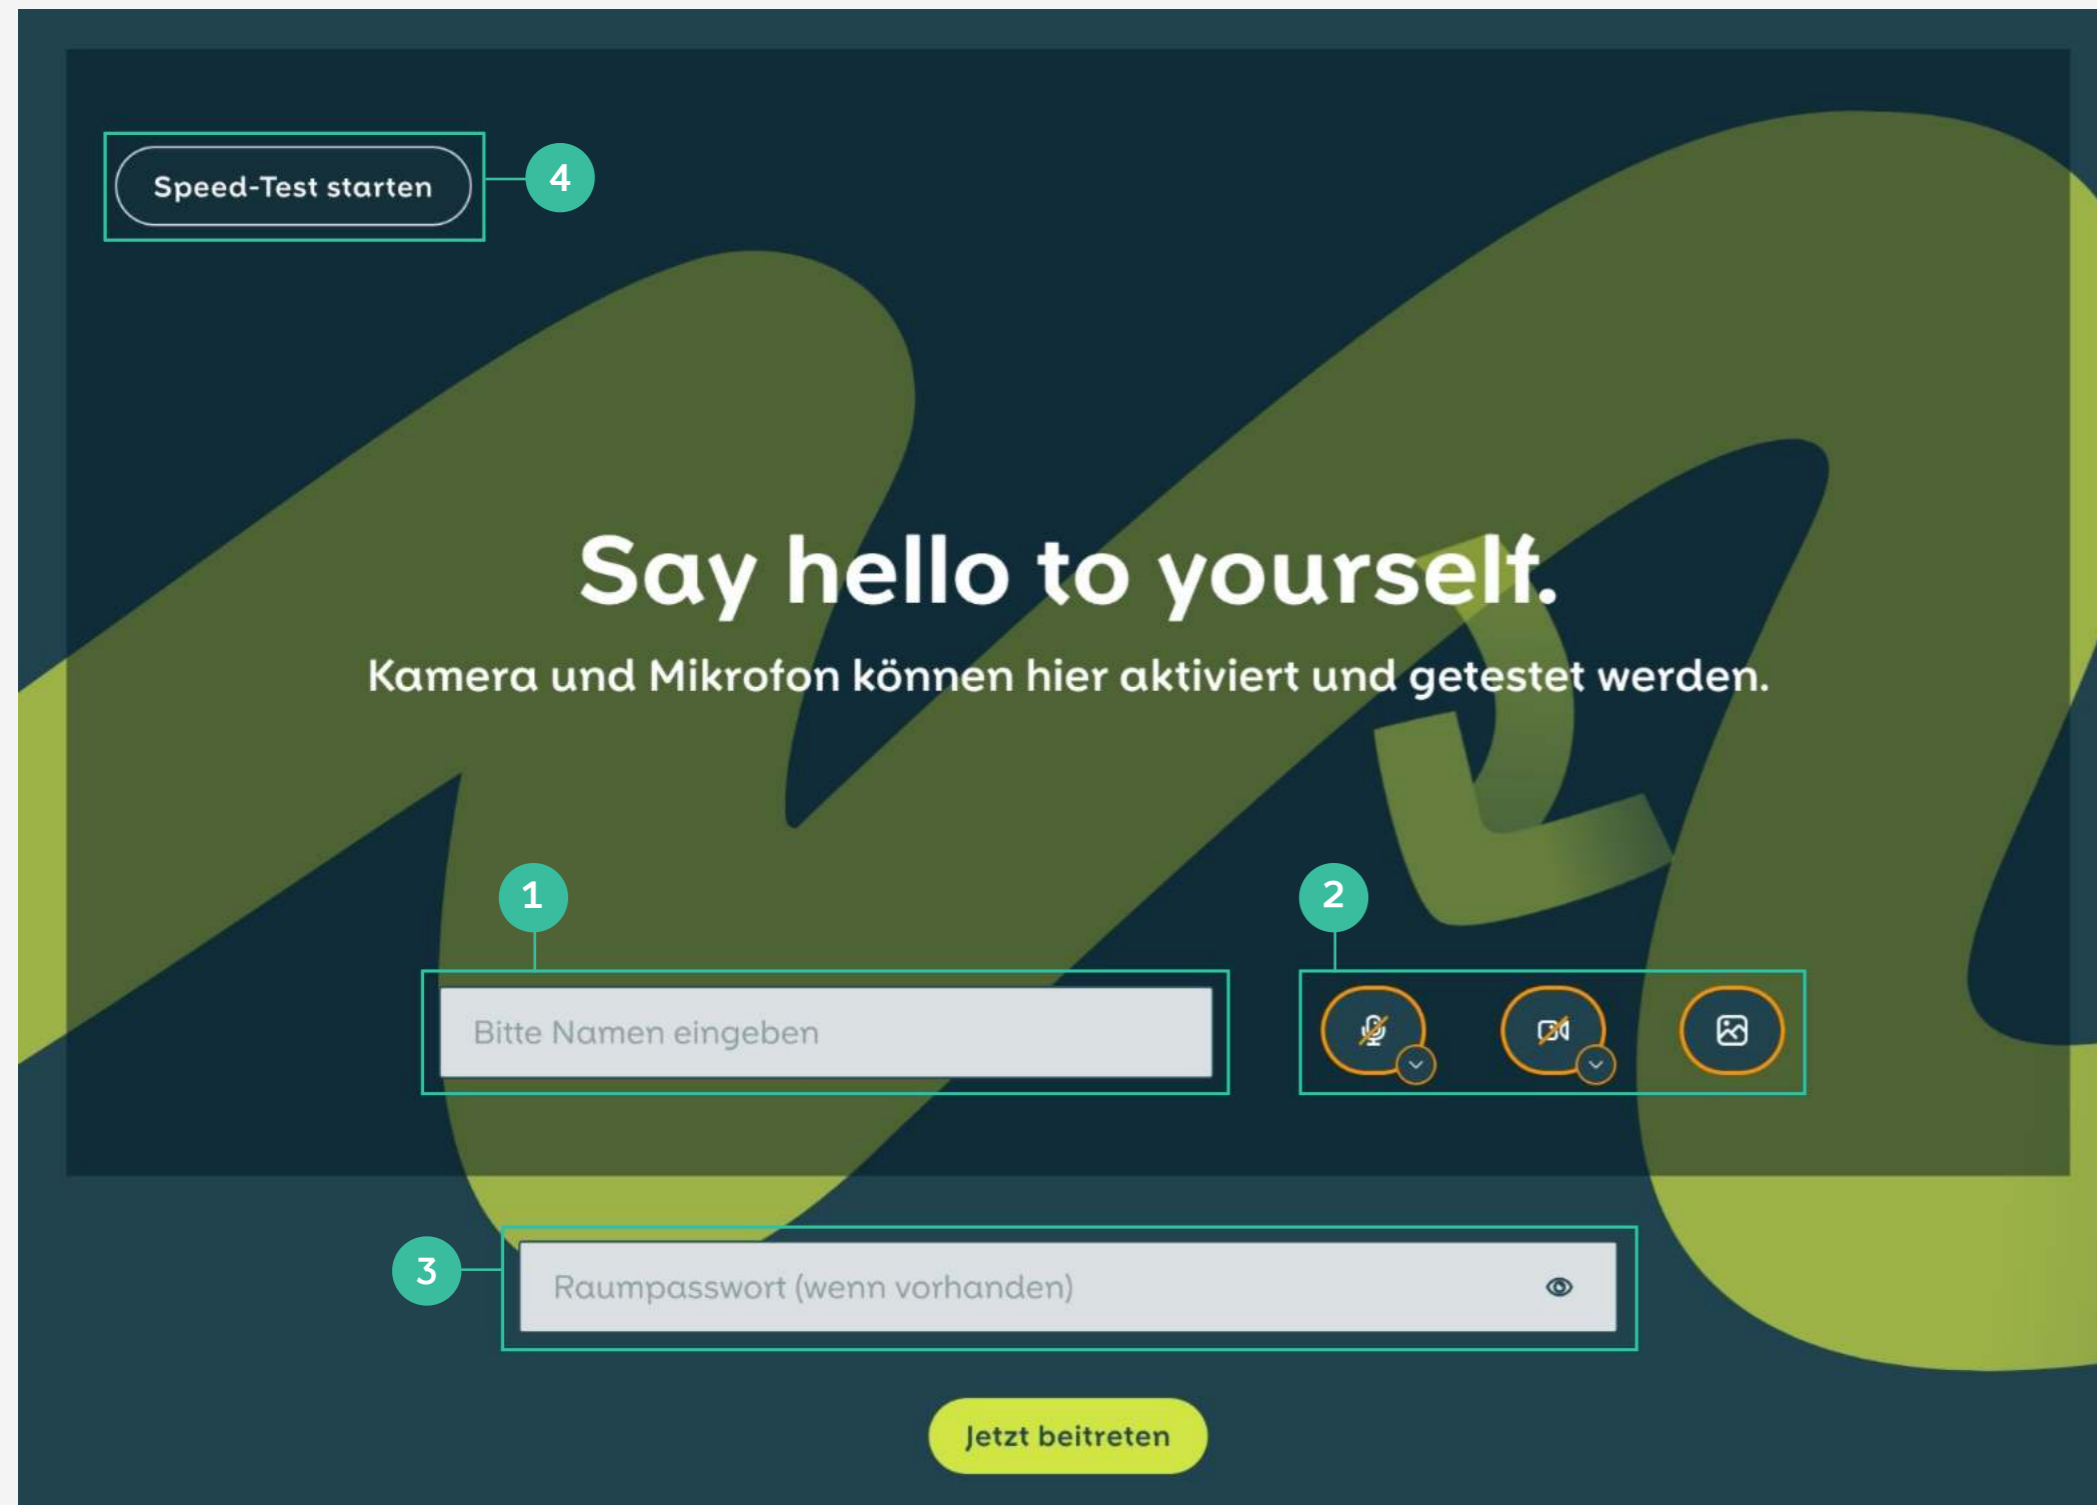 Speed-Test starten
4
Say hello to yourself.
Kamera und Mikrofon können hier aktiviert und getestet werden.
1
2
Bitte Namen eingeben
3
Raumpasswort (wenn vorhanden)
Jetzt beitreten